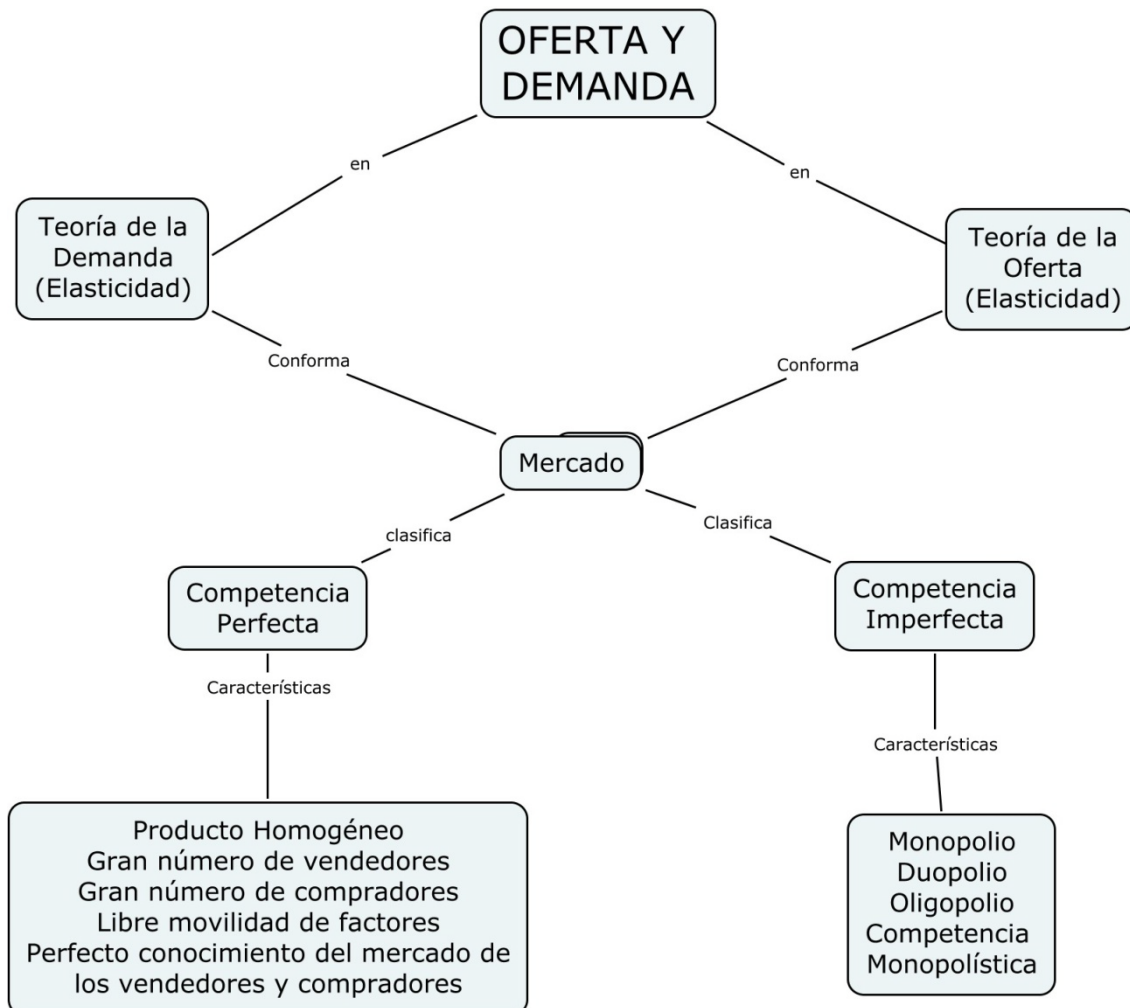 OFERTA Y
DEMANDA
en
en
Teoría de la
Demanda
(Elasticidad)
Teoría de la
Oferta
(Elasticidad)
Conforma
Conforma
Mercado
clasifica
Clasifica
Competencia
Perfecta
Competencia
Imperfecta
Características
Características
Producto Homogéneo
Gran número de vendedores
Gran número de compradores
Libre movilidad de factores
Perfecto conocimiento del mercado de
los vendedores y compradores
Monopolio
Duopolio
Oligopolio
Competencia
Monopolística